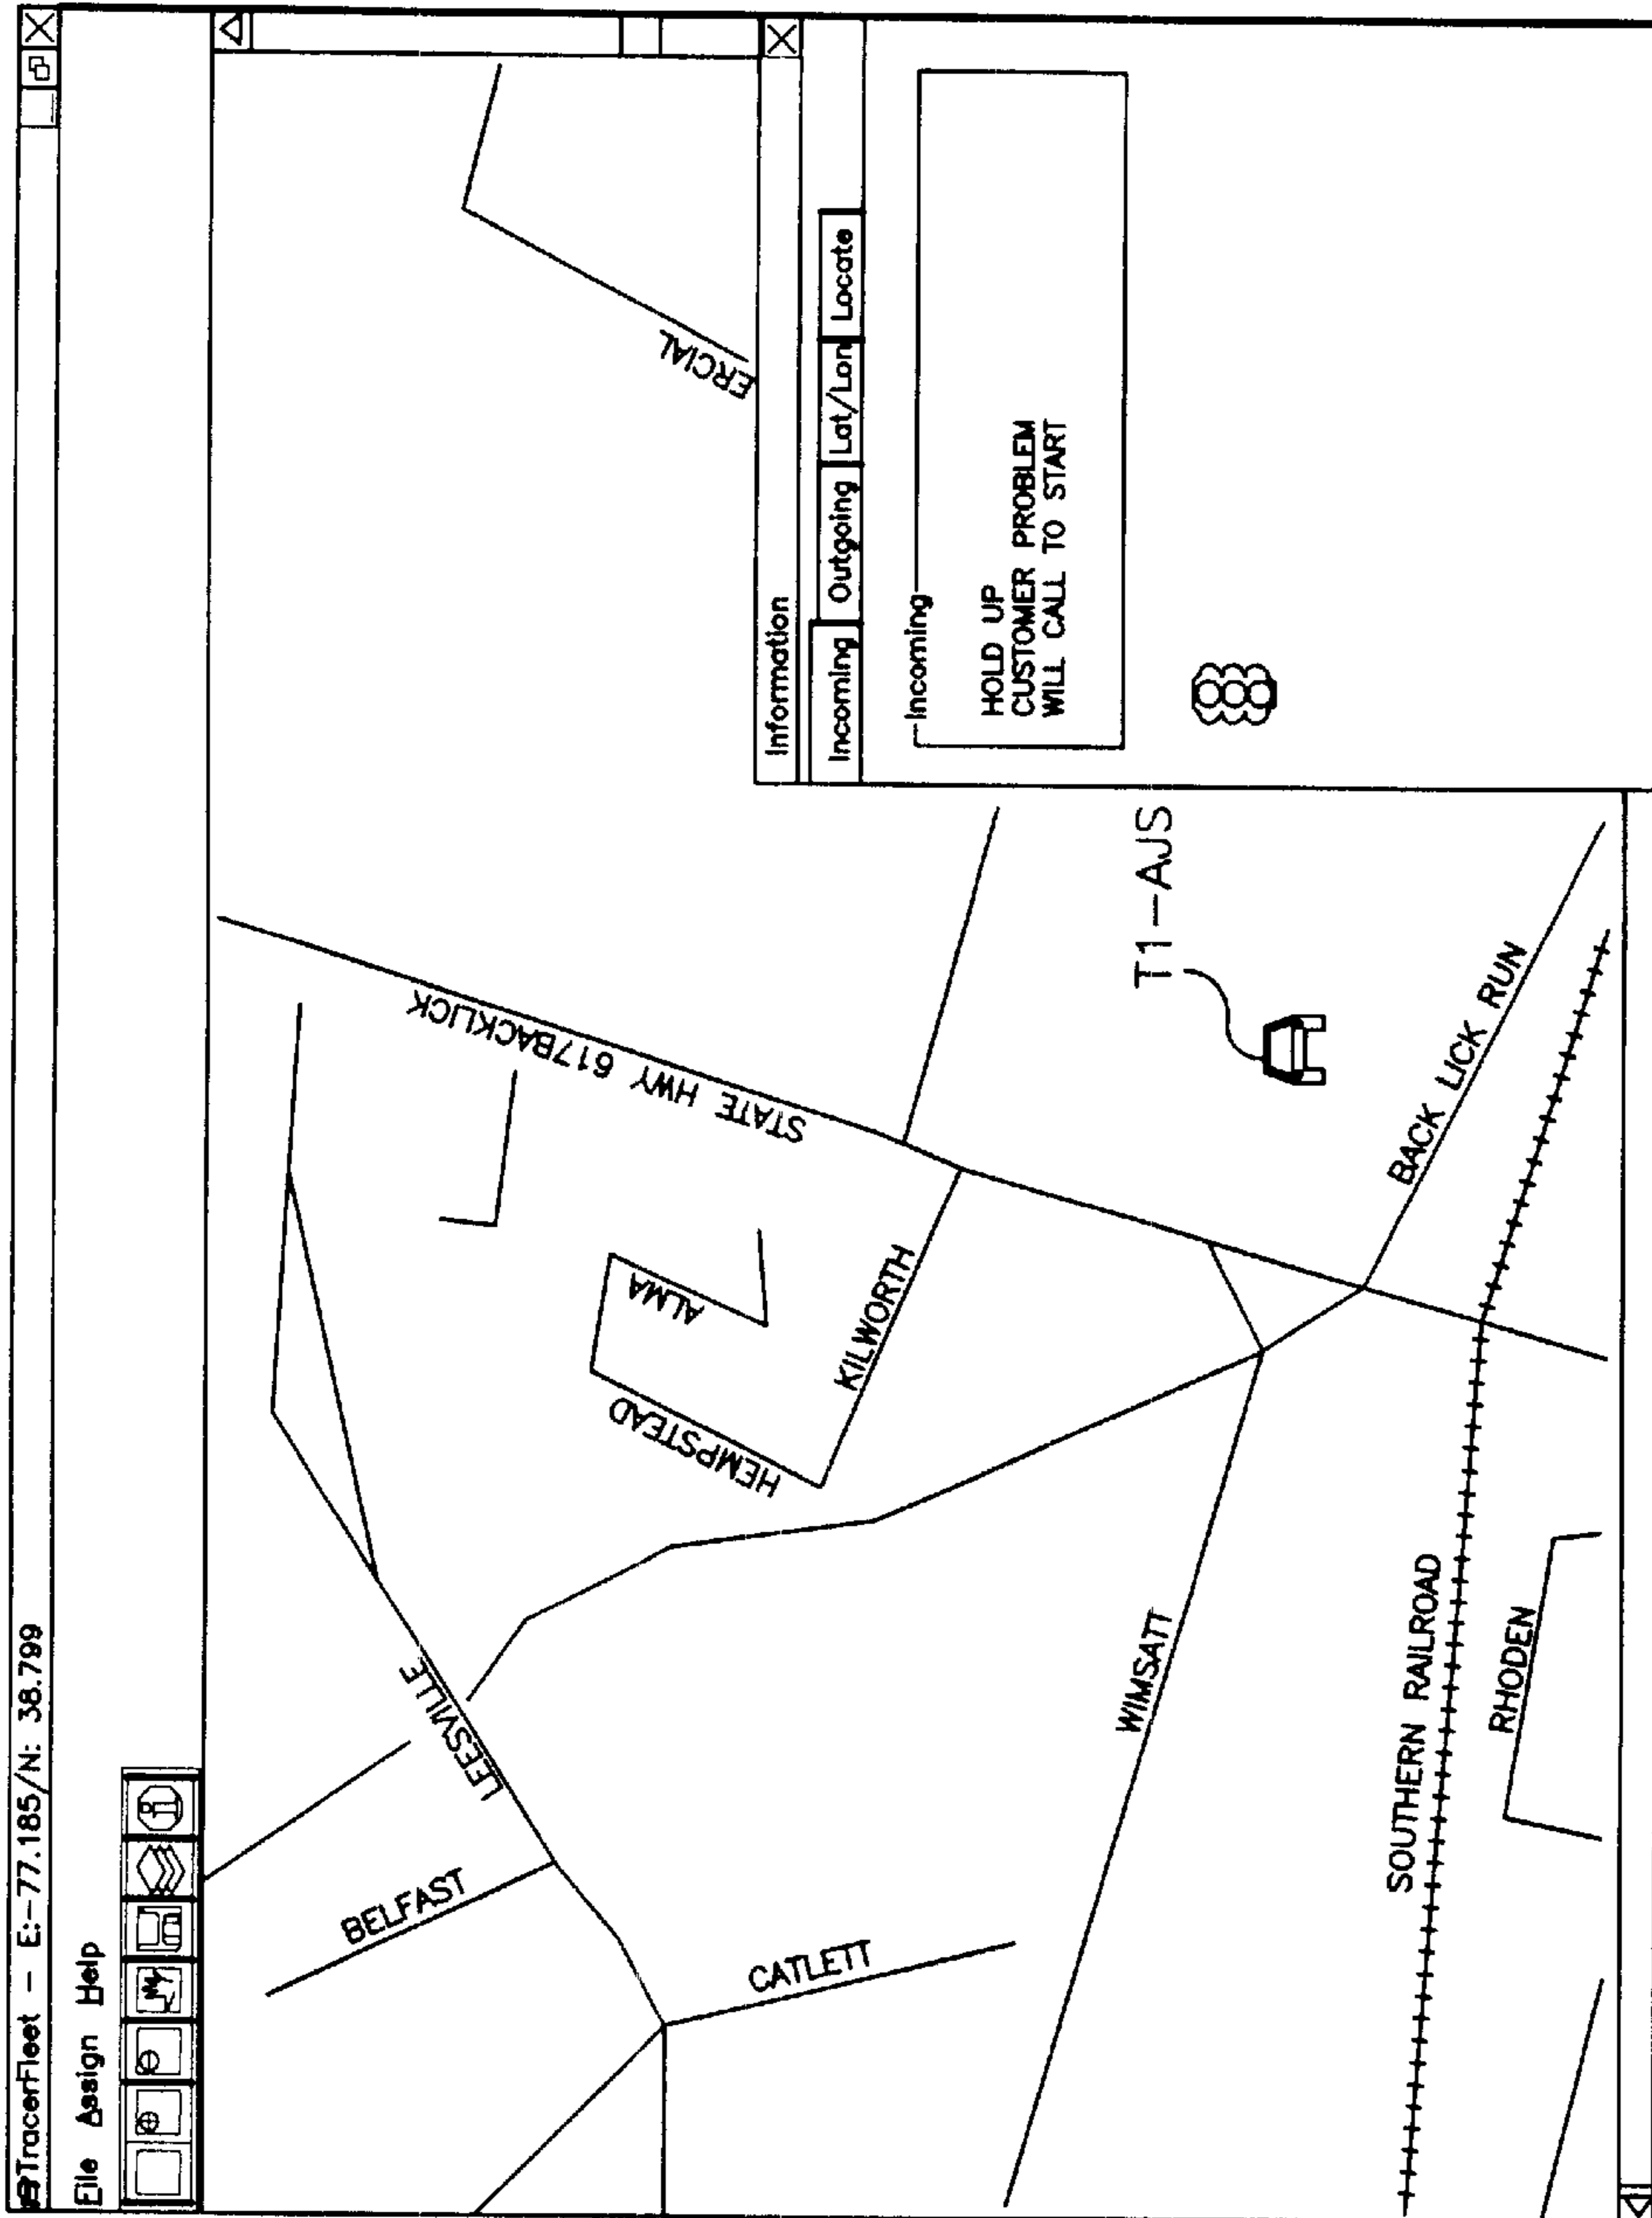 TracerFleet - E:-77.185/N: 38.799
File Assign Help
BELFAST
LEESVILLE
CATLETT
HEMPSTEAD
ALMA
KILWORTH
STATE HWY 617BACKLICK
ERCIAL
WIMSATT
SOUTHERN RAILROAD
RHODEN
BACK LICK RUN
T1-AJS
Information
Incoming Outgoing Lat/Lon Locate
Incoming
HOLD UP
CUSTOMER PROBLEM
WILL CALL TO START